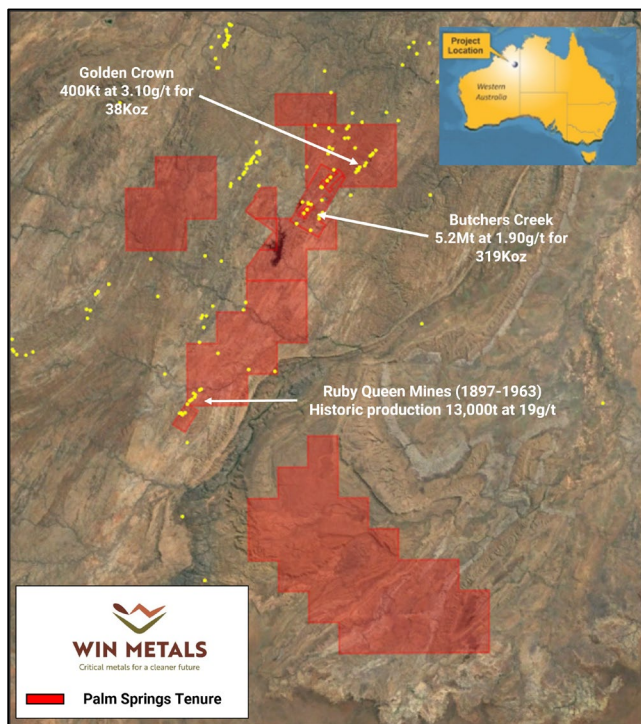 Golden Crown
400Kt at 3.10g/t for
38Koz
Project
Location
Western
Australia
Butchers Creek
5.2Mt at 1.90g/t for
319Koz
Ruby Queen Mines (1897-1963)
Historic production 13,000t at 19g/t
WIN METALS
Critical metals for a cleaner future
Palm Springs Tenure